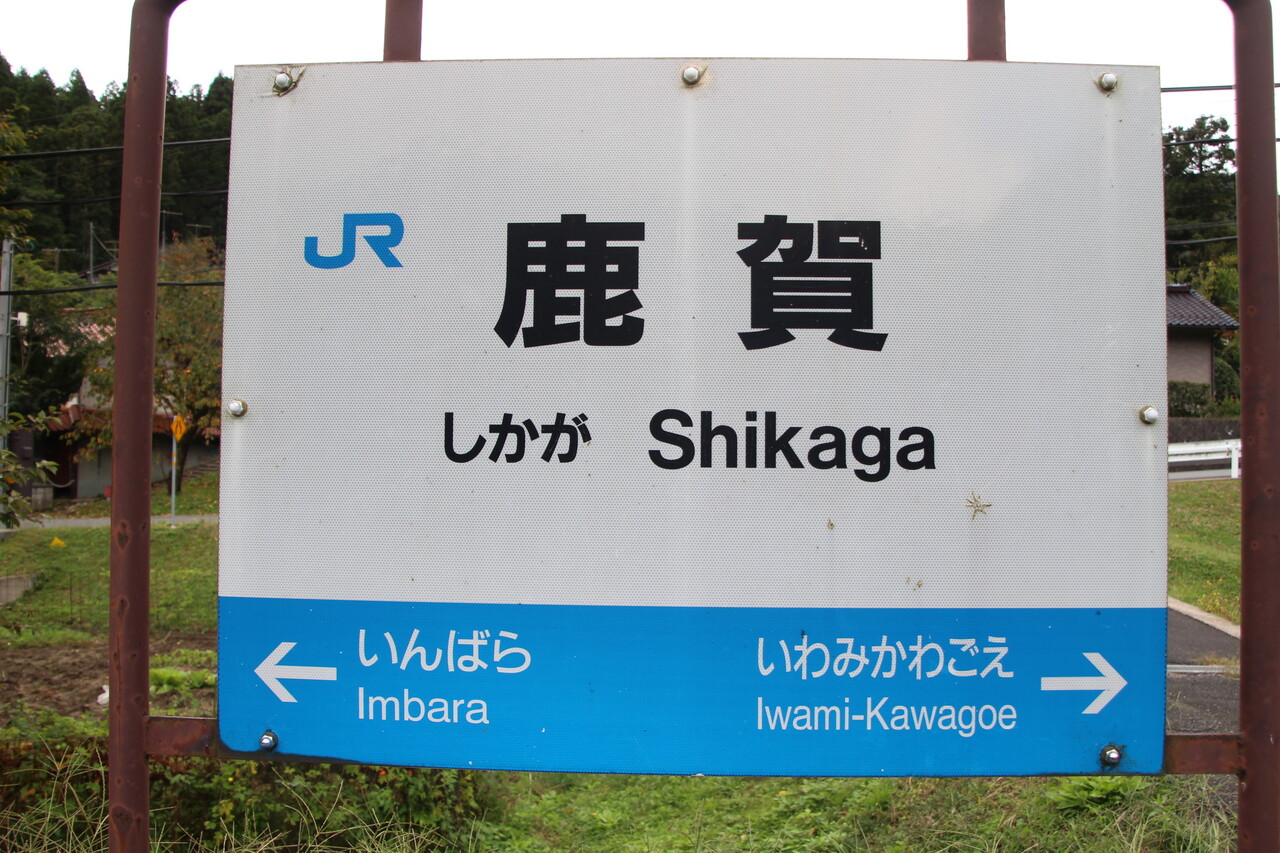 JR 鹿賀
しかが Shikaga
いんばら
Imbara
いわみかわごえ
Iwami-Kawagoe